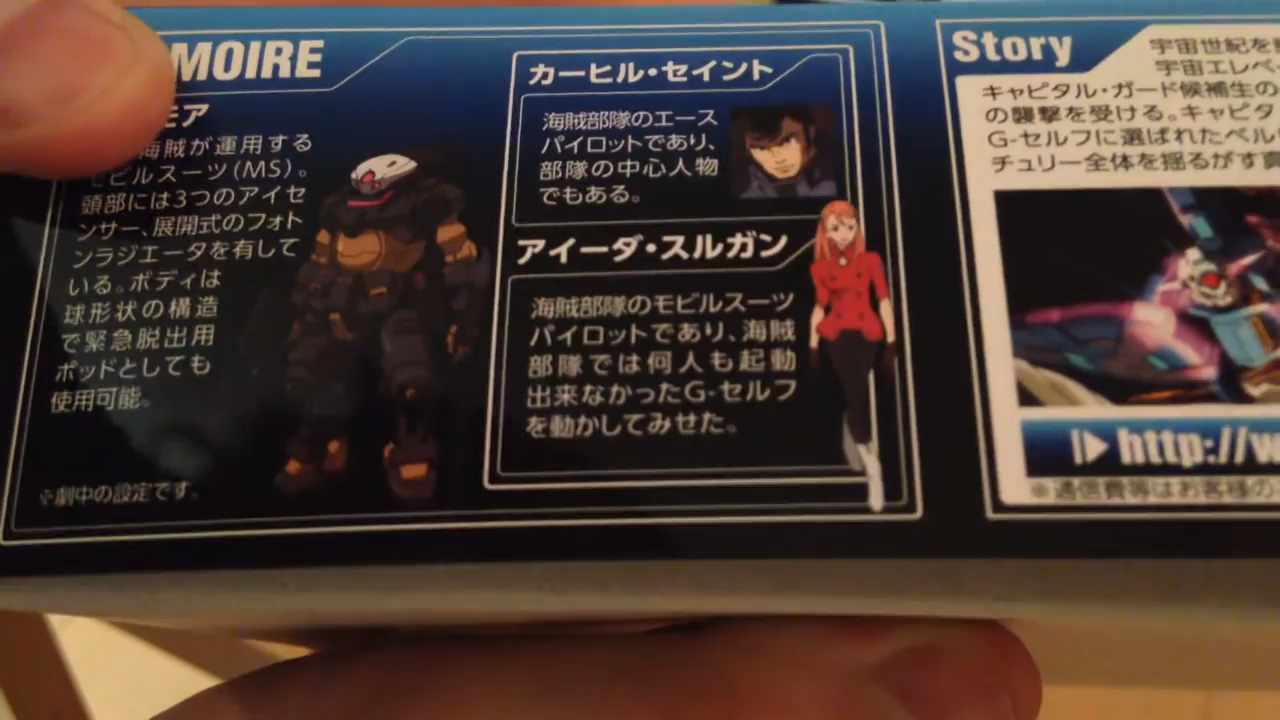 MOIRE
モア
海賊が運用する
モビルスーツ(MS)。
頭部には3つのアイセ
ンサー、展開式のフォト
ンラジエータを有して
いる。ボディは
球形状の構造
で緊急脱出用
ポッドとしても
使用可能。
※劇中の設定です。
カーヒル・セイント
海賊部隊のエース
パイロットであり、
部隊の中心人物
でもある。
アイーダ・スルガン
海賊部隊のモビルスーツ
パイロットであり、海賊
部隊では何人も起動
出来なかったG-セルフ
を動かしてみせた。
Story
宇宙世紀を
宇宙エレベー
キャピタル・ガード候補生の
の襲撃を受ける。キャピタ
G-セルフに選ばれたベル
チュリー全体を揺るがす真
http://w
※通信費等はお客様の